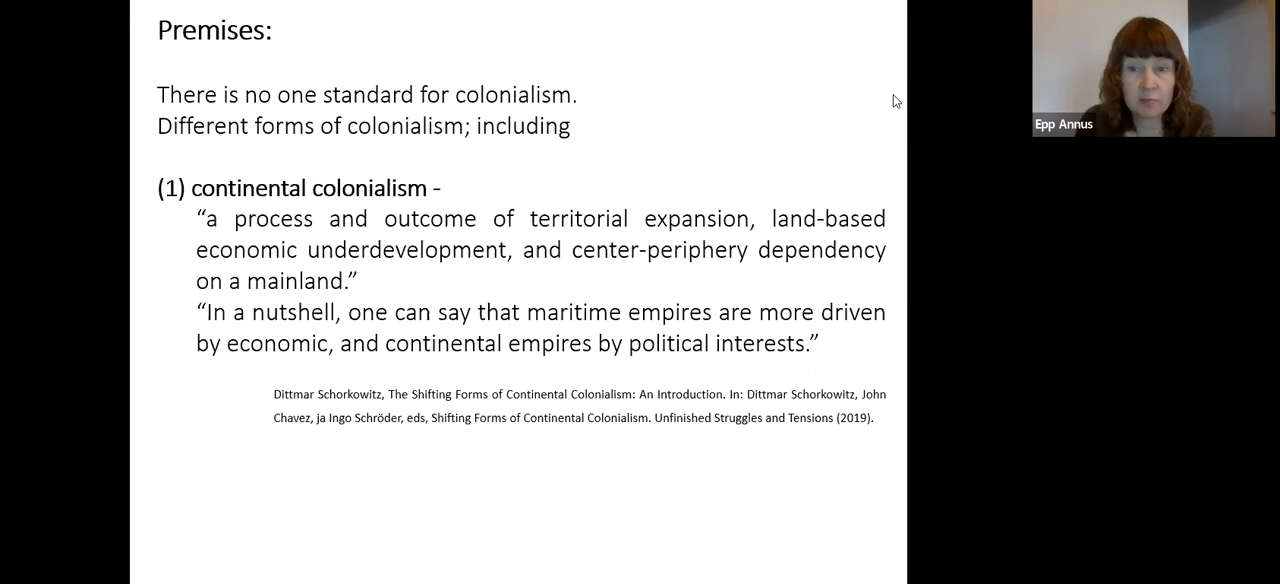 Premises:
There is no one standard for colonialism.
Different forms of colonialism; including
(1) continental colonialism -
“a process and outcome of territorial expansion, land-based
economic underdevelopment, and center-periphery dependency
on a mainland.”
“In a nutshell, one can say that maritime empires are more driven
by economic, and continental empires by political interests.”
Dittmar Schorkowitz, The Shifting Forms of Continental Colonialism: An Introduction. In: Dittmar Schorkowitz, John
Chavez, ja Ingo Schröder, eds, Shifting Forms of Continental Colonialism. Unfinished Struggles and Tensions (2019).
Epp Annus